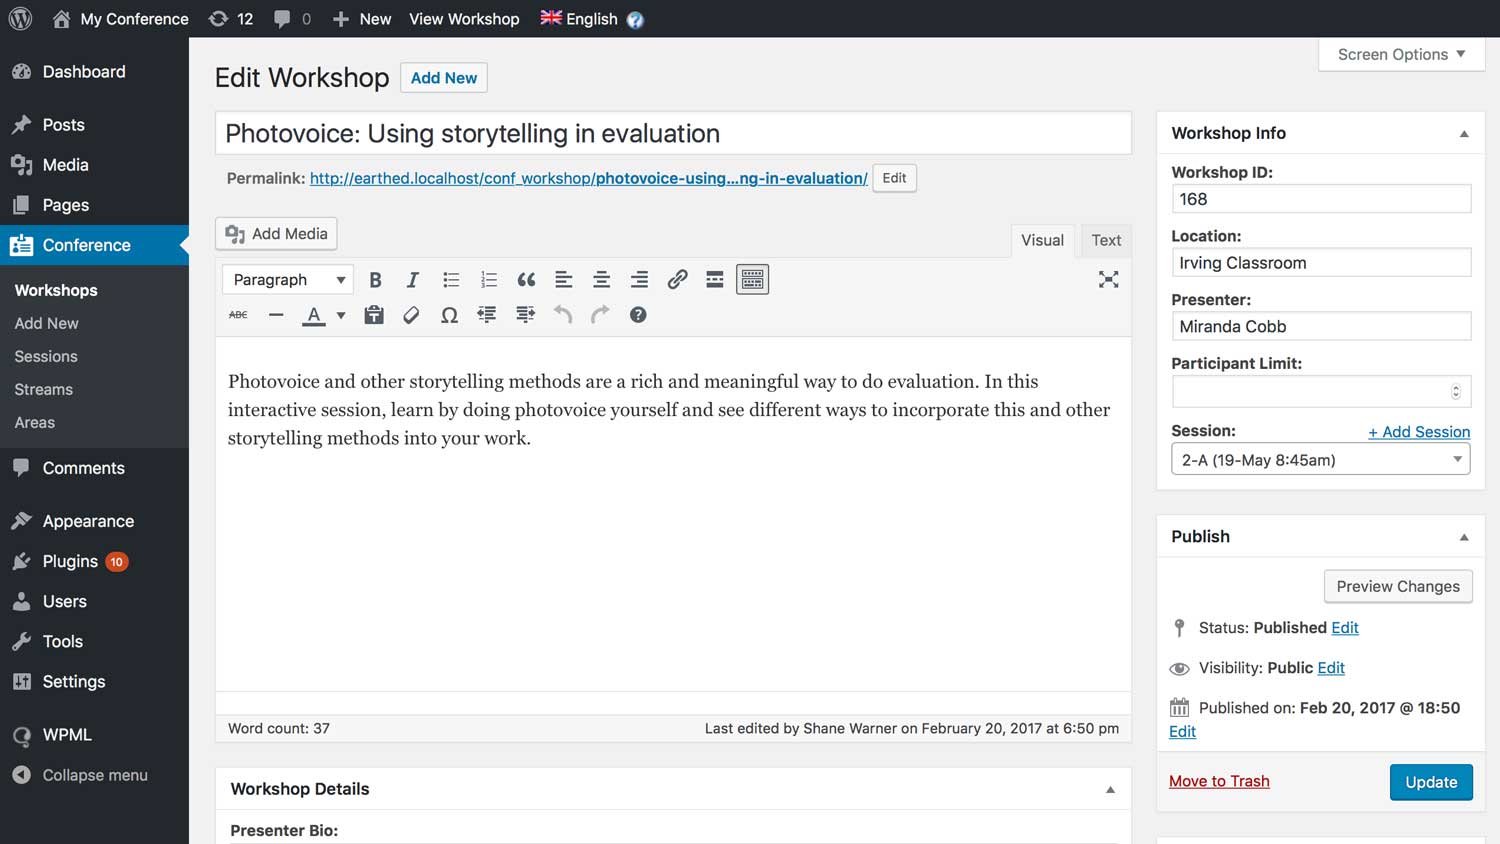 My Conference 12 0 New View Workshop English
Screen Options
Dashboard
Posts
Media
Pages
Conference
Workshops
Add New
Sessions
Streams
Areas
Comments
Appearance
Plugins 10
Users
Tools
Settings
WPML
Collapse menu
Edit Workshop Add New
Photovoice: Using storytelling in evaluation
Permalink: http://earthed.localhost/conf_workshop/photovoice-using...ng-in-evaluation/ Edit
Add Media
Visual Text
Paragraph B I
ABC A Ω
Photovoice and other storytelling methods are a rich and meaningful way to do evaluation. In this
interactive session, learn by doing photovoice yourself and see different ways to incorporate this and other
storytelling methods into your work.
Word count: 37 Last edited by Shane Warner on February 20, 2017 at 6:50 pm
Workshop Details
Presenter Bio:
Workshop Info
Workshop ID:
168
Location:
Irving Classroom
Presenter:
Miranda Cobb
Participant Limit:
Session: + Add Session
2-A (19-May 8:45am)
Publish
Preview Changes
Status: Published Edit
Visibility: Public Edit
Published on: Feb 20, 2017 @ 18:50
Edit
Move to Trash Update